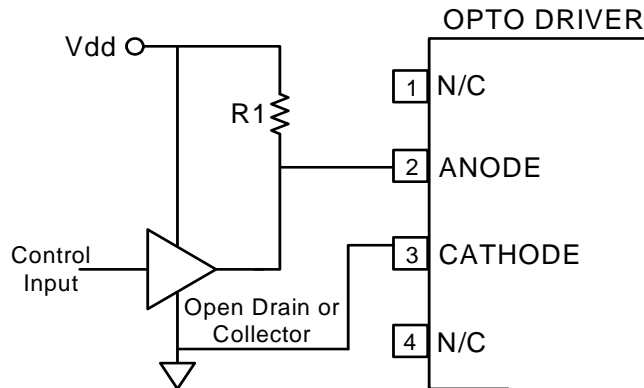 OPTO DRIVER
Vdd
1 N/C
R1
2 ANODE
Control
Input
3 CATHODE
Open Drain or
Collector
4 N/C